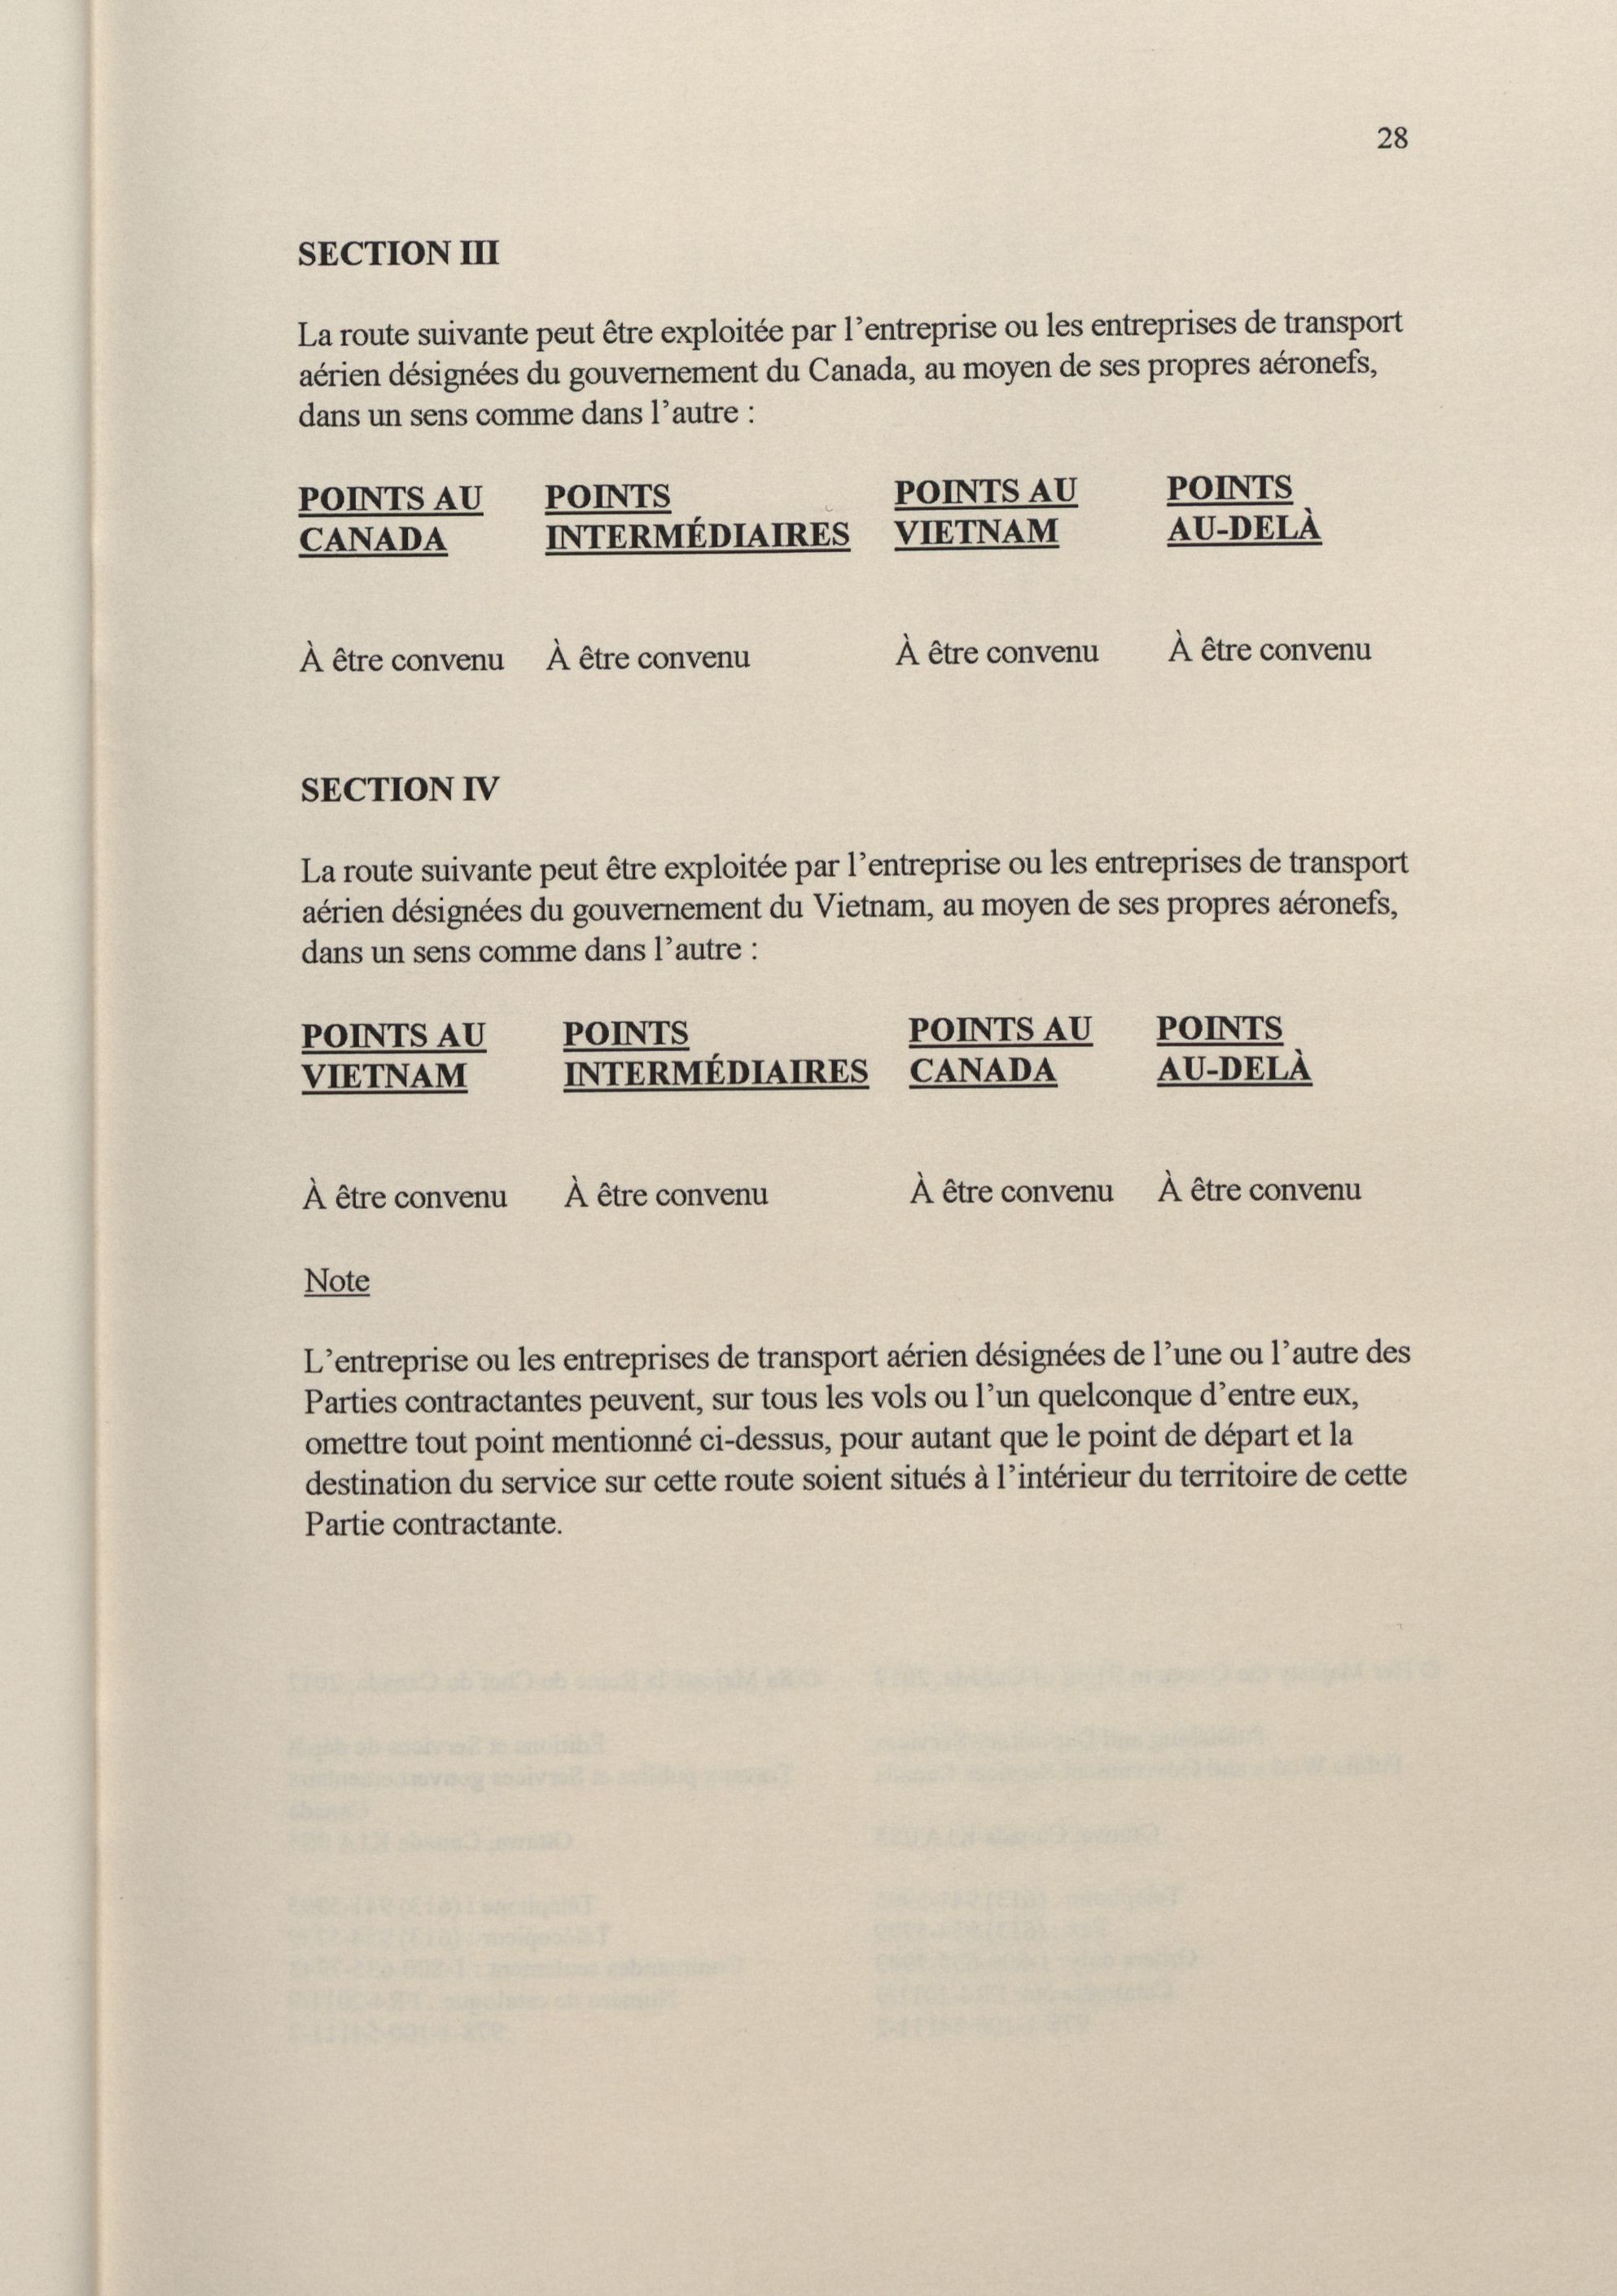 28
SECTION III
La route suivante peut être exploitée par l'entreprise ou les entreprises de transport
aérien désignées du gouvernement du Canada, au moyen de ses propres aéronefs,
dans un sens comme dans l'autre :
POINTS AU POINTS POINTS AU POINTS
CANADA INTERMÉDIAIRES VIETNAM AU-DELÀ
À être convenu À être convenu À être convenu À être convenu
SECTION IV
La route suivante peut être exploitée par l'entreprise ou les entreprises de transport
aérien désignées du gouvernement du Vietnam, au moyen de ses propres aéronefs,
dans un sens comme dans l'autre :
POINTS AU POINTS POINTS AU POINTS
VIETNAM INTERMÉDIAIRES CANADA AU-DELÀ
À être convenu À être convenu À être convenu À être convenu
Note
L'entreprise ou les entreprises de transport aérien désignées de l'une ou l'autre des
Parties contractantes peuvent, sur tous les vols ou l'un quelconque d'entre eux,
omettre tout point mentionné ci-dessus, pour autant que le point de départ et la
destination du service sur cette route soient situés à l'intérieur du territoire de cette
Partie contractante.